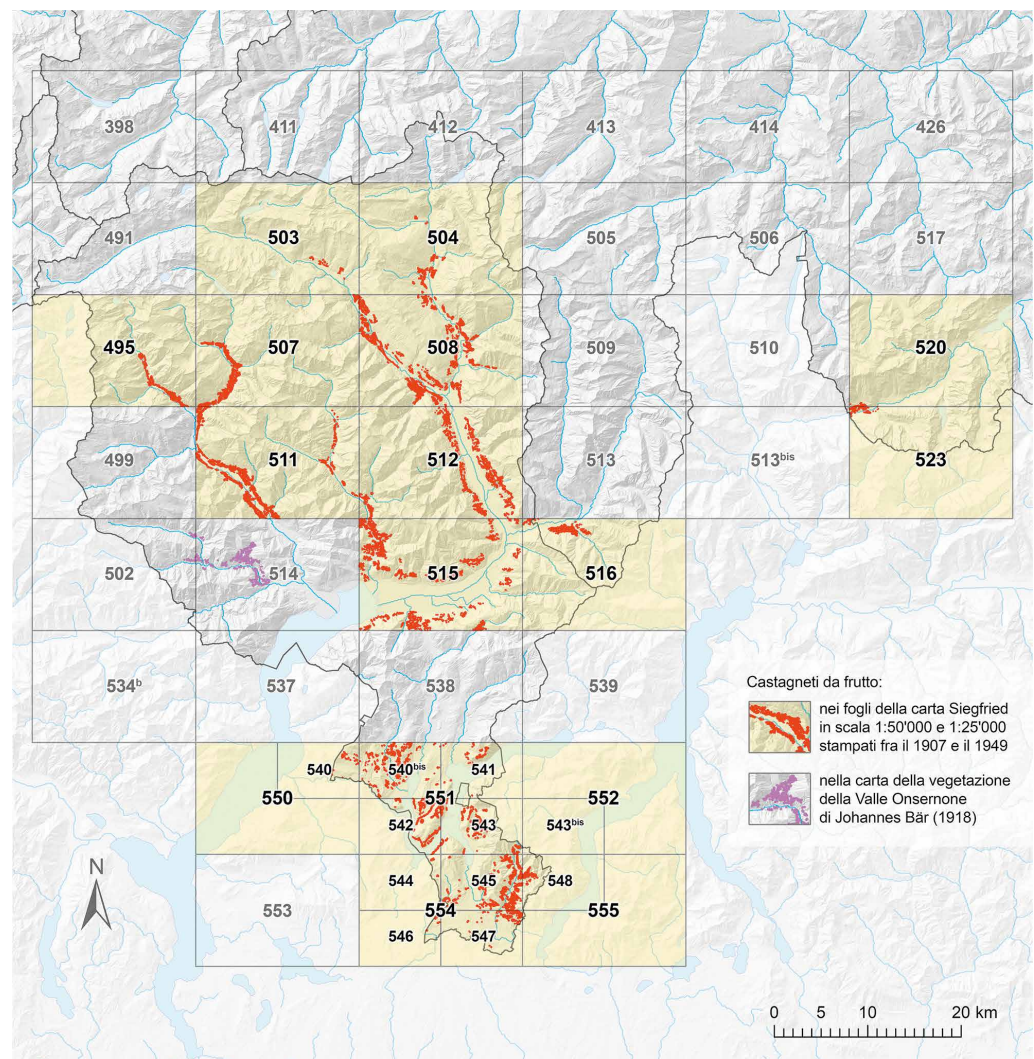 398 411 412 413 414 426
491 503 504 505 506 517
495 507 508 509 510 520
499 511 512 513 513bis 523
502 514 515 516
534b 537 538 539
Castagneti da frutto:
nei fogli della carta Siegfried
in scala 1:50'000 e 1:25'000
stampati fra il 1907 e il 1949
nella carta della vegetazione
della Valle Onsernone
di Johannes Bär (1918)
540 540bis 541
550 551 552
542 543 543bis
544 545 548
553 554 555
546 547
N
0 5 10 20 km